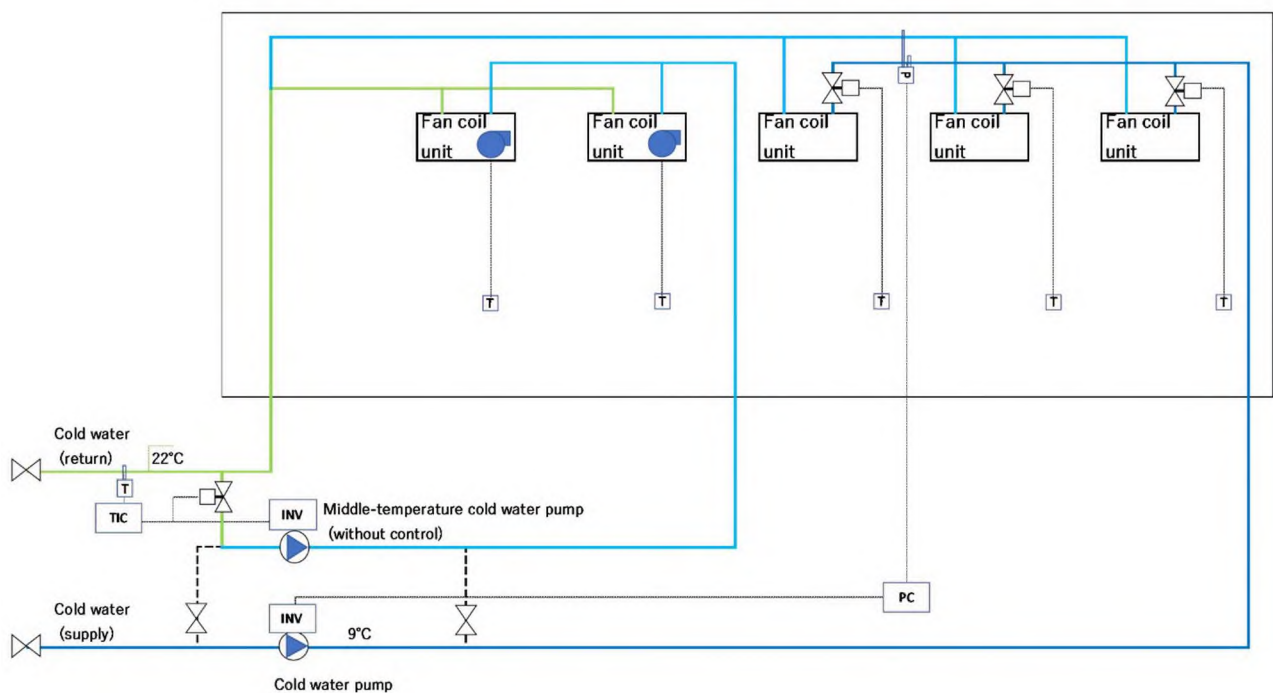 P
Fan coil
unit
Fan coil
unit
Fan coil
unit
Fan coil
unit
Fan coil
unit
T
T
T
T
T
Cold water
(return)
22°C
T
TIC
INV
Middle-temperature cold water pump
(without control)
Cold water
(supply)
INV
9°C
PC
Cold water pump